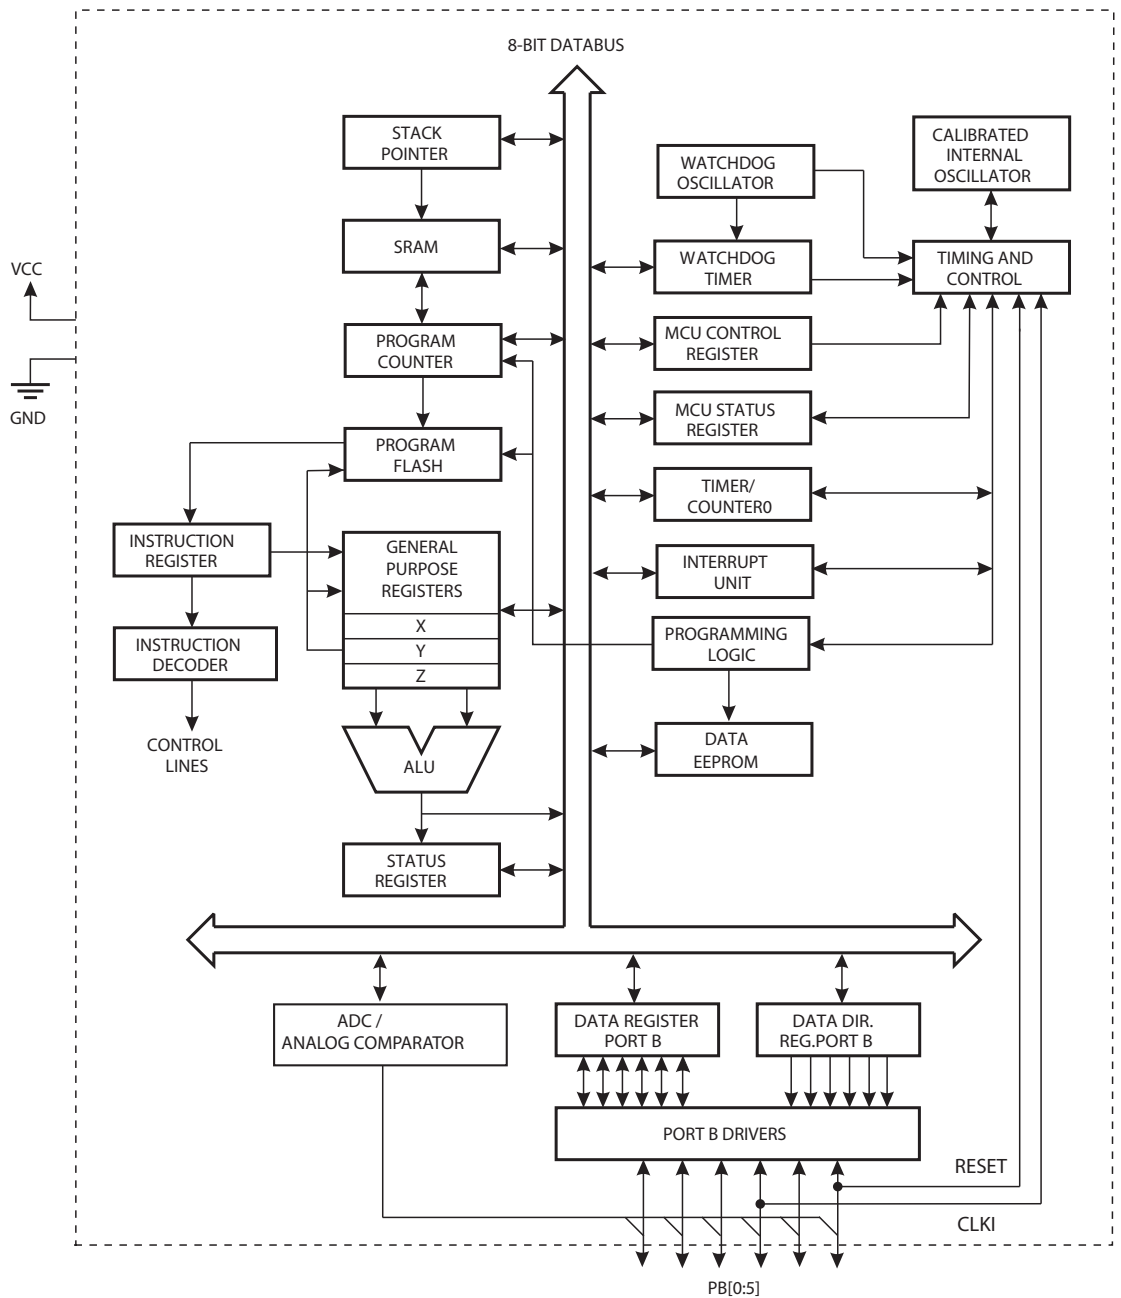 8-BIT DATABUS
STACK
POINTER
SRAM
PROGRAM
COUNTER
PROGRAM
FLASH
INSTRUCTION
REGISTER
GENERAL
PURPOSE
REGISTERS
X
Y
Z
INSTRUCTION
DECODER
CONTROL
LINES
ALU
STATUS
REGISTER
VCC
GND
WATCHDOG
OSCILLATOR
CALIBRATED
INTERNAL
OSCILLATOR
WATCHDOG
TIMER
TIMING AND
CONTROL
MCU CONTROL
REGISTER
MCU STATUS
REGISTER
TIMER/
COUNTER0
INTERRUPT
UNIT
PROGRAMMING
LOGIC
DATA
EEPROM
ADC /
ANALOG COMPARATOR
DATA REGISTER
PORT B
DATA DIR.
REG.PORT B
PORT B DRIVERS
RESET
CLKI
PB[0:5]